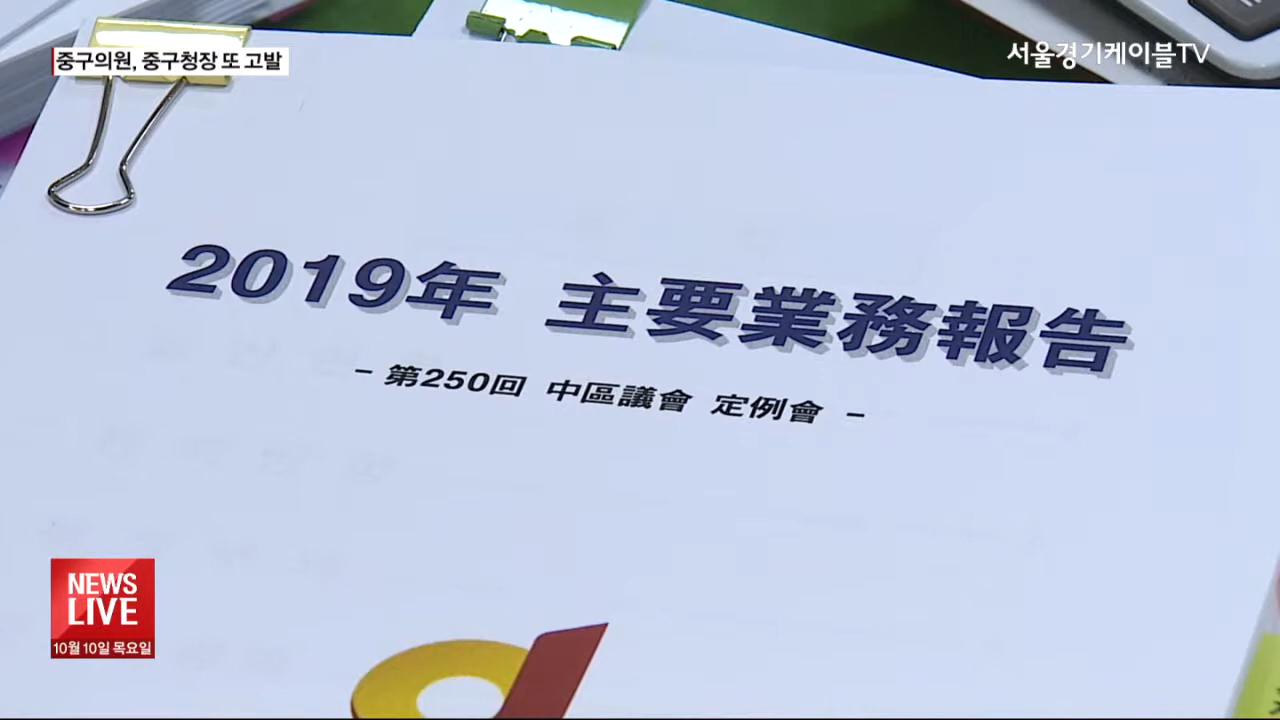 중구의원, 중구청장 또 고발
서울경기케이블TV
2019年 主要業務報告
- 第250回 中區議會 定例會 -
NEWS
LIVE
10월 10일 목요일